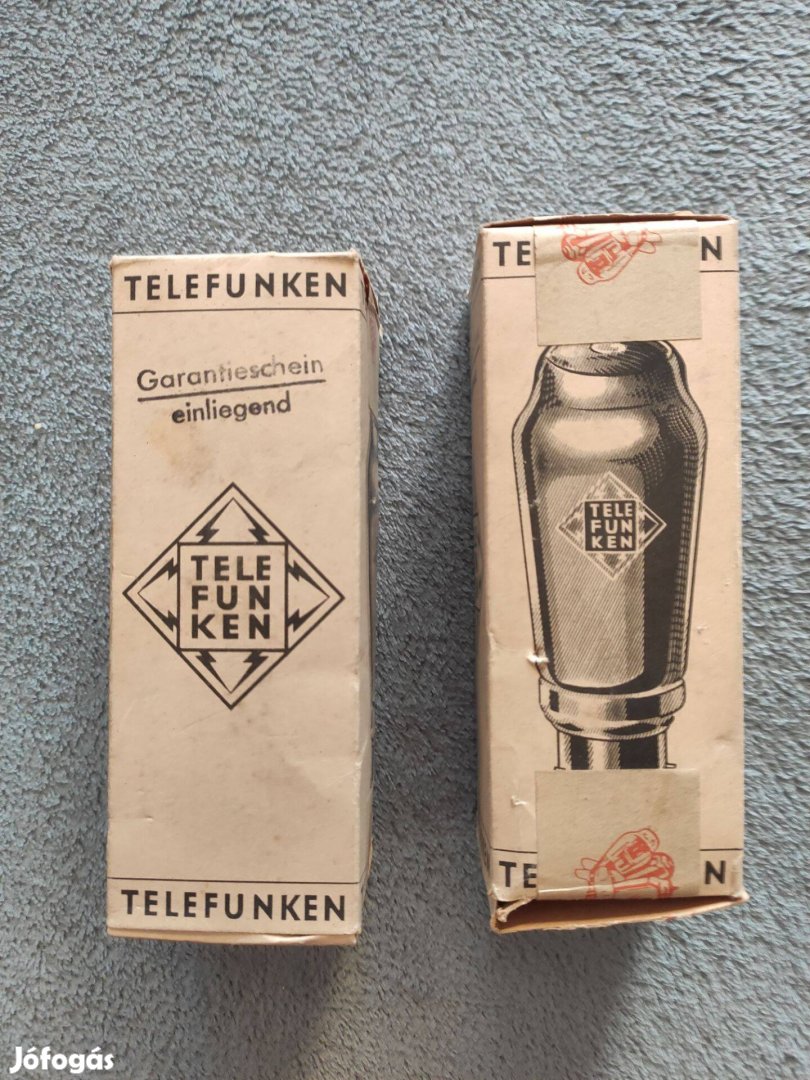 TELEFUNKEN
Garantieschein
einliegend
TELE
FUN
KEN
TELEFUNKEN
TE N
TELE
FUN
KEN
TE N
Jófogás